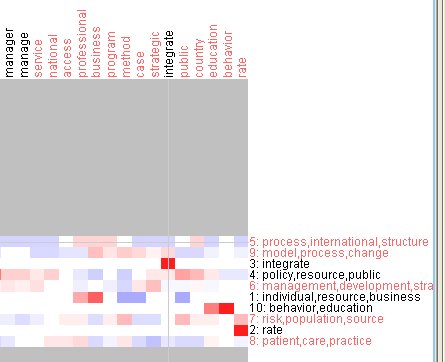 manager
manage
service
national
access
professional
business
program
method
case
strategic
integrate
public
country
education
behavior
rate
5: process,international,structure
9: model,process,change
3: integrate
4: policy,resource,public
6: management,development,stra
1: individual,resource,business
10: behavior,education
7: risk,population,source
2: rate
8: patient,care,practice